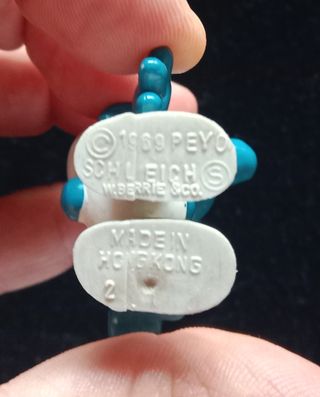 © 1969 PEYO
SCHLEICH Ⓢ
W. BERRIE & CO.
MADE IN
HONG KONG
2